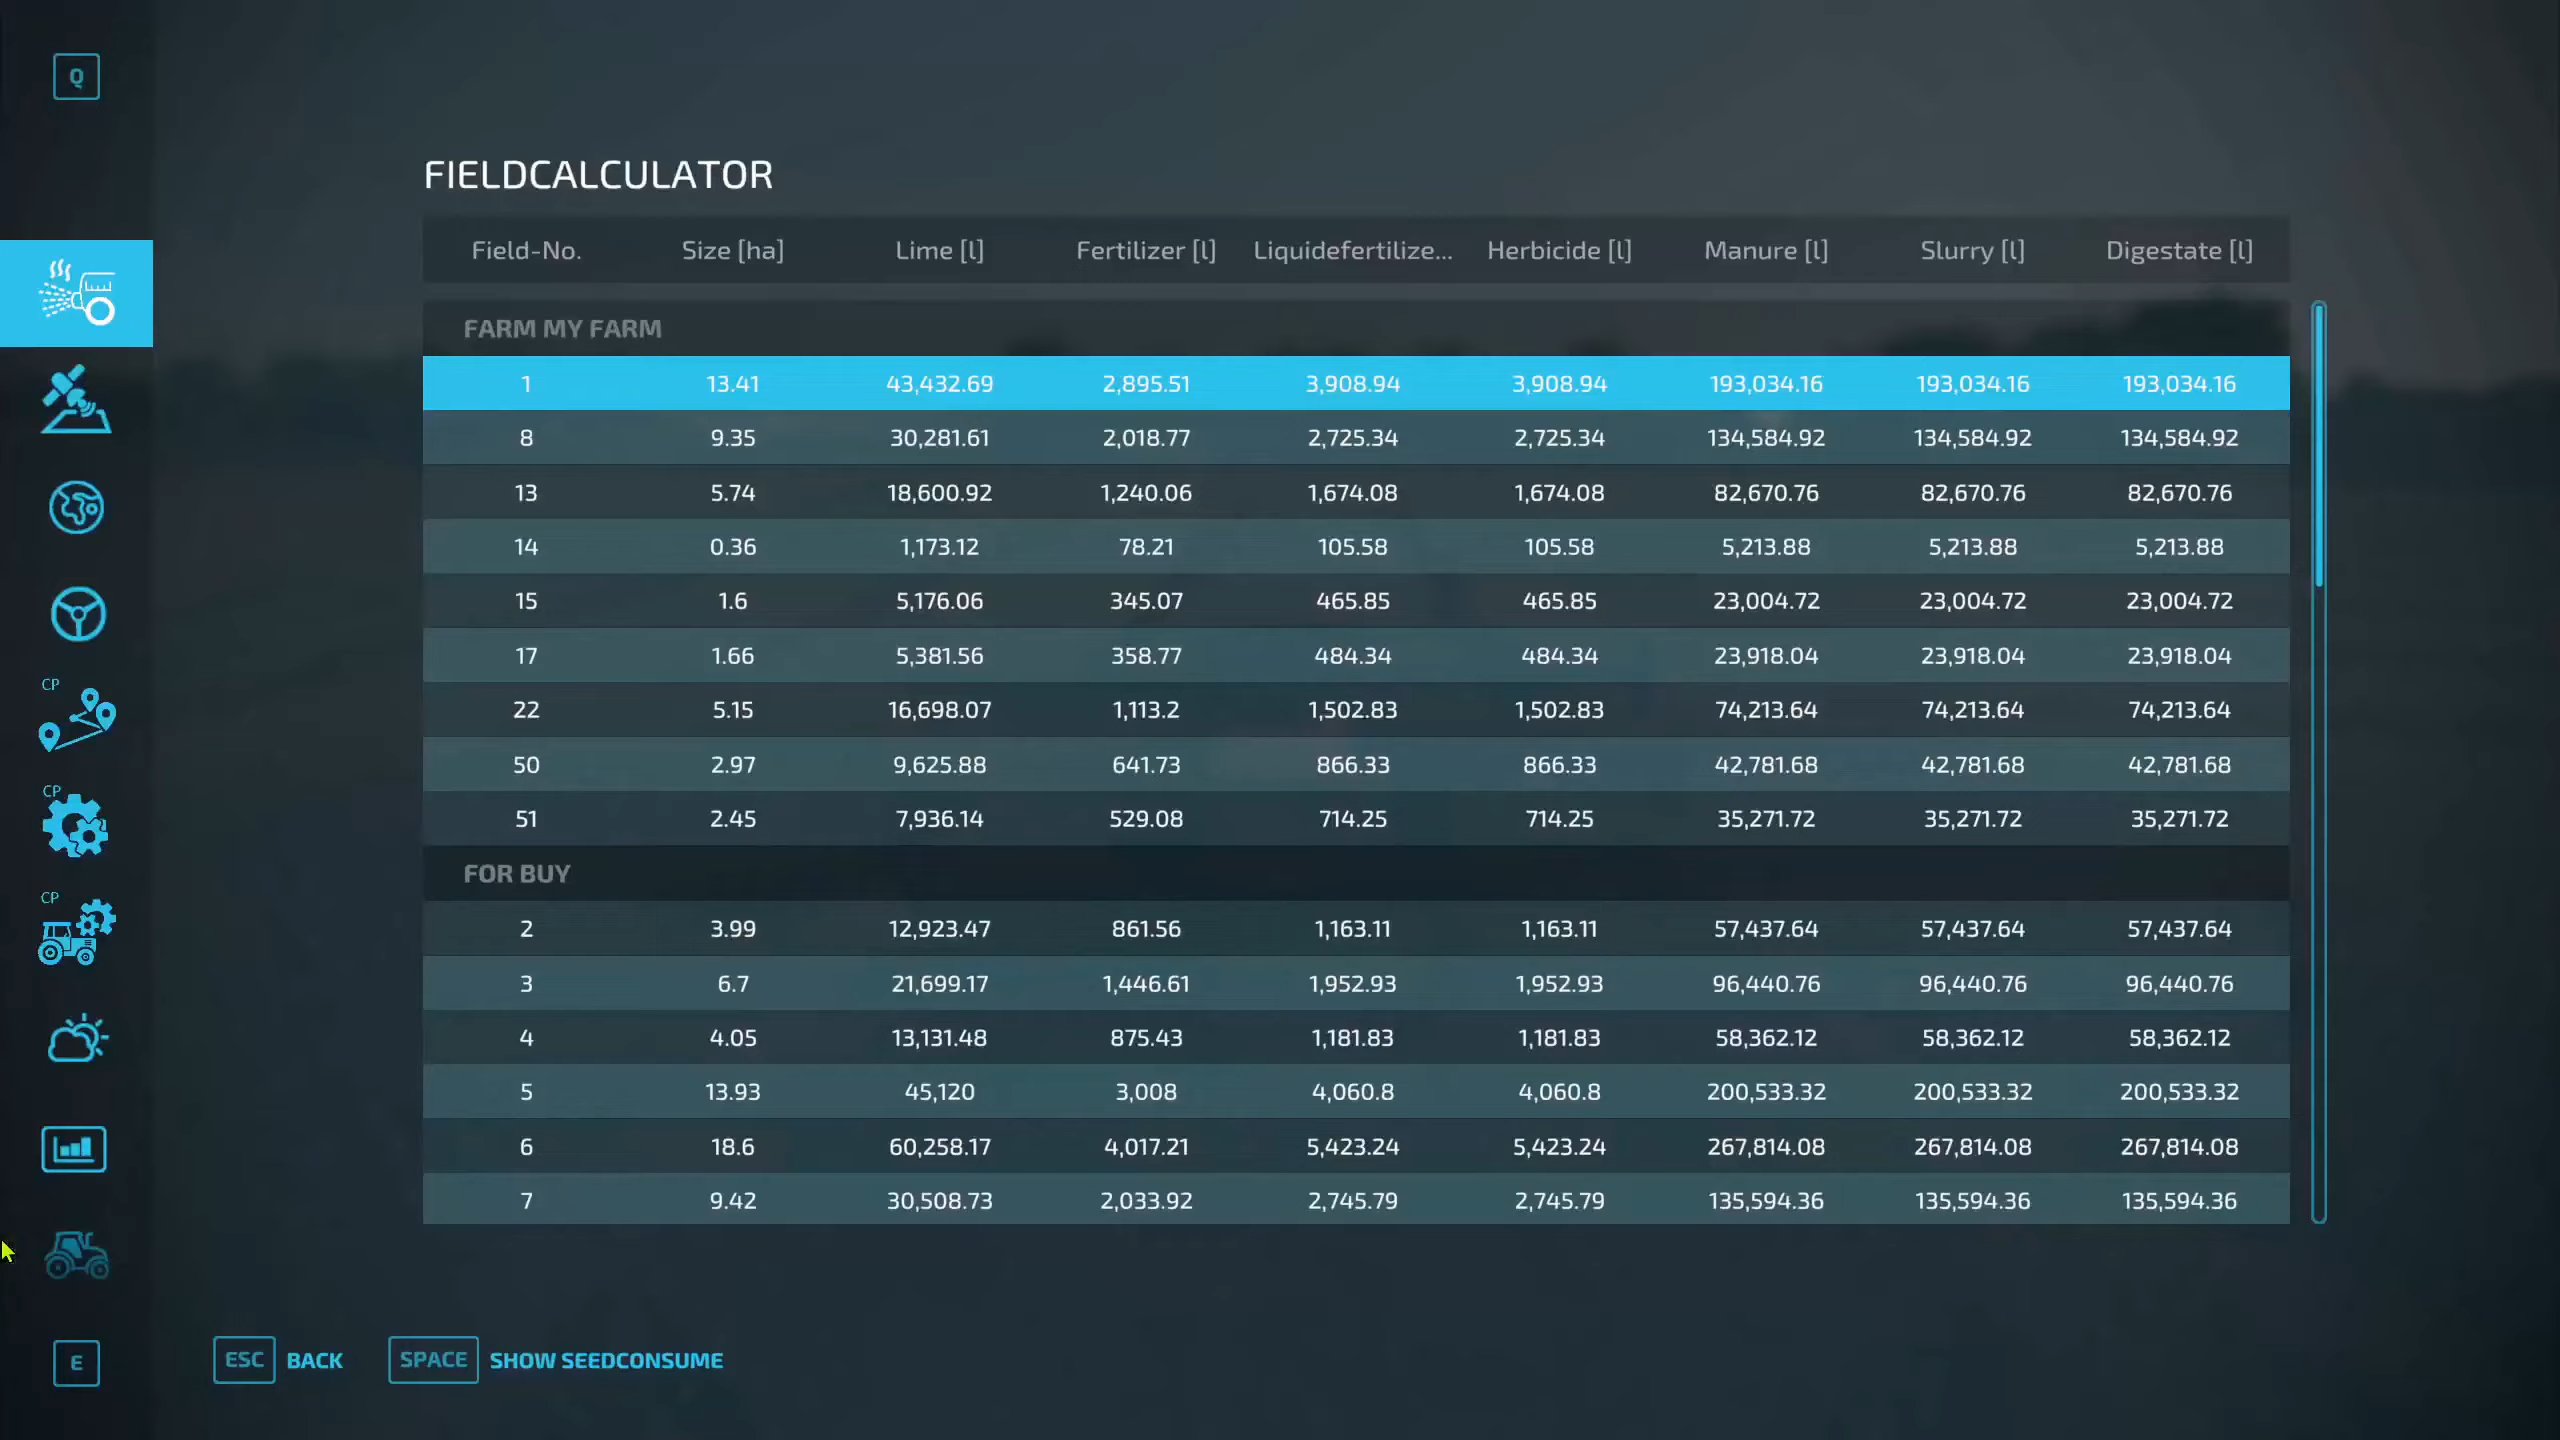 Q
FIELDCALCULATOR
Field-No. Size [ha] Lime [l] Fertilizer [l] Liquidefertilize... Herbicide [l] Manure [l] Slurry [l] Digestate [l]
FARM MY FARM
1 13.41 43,432.69 2,895.51 3,908.94 3,908.94 193,034.16 193,034.16 193,034.16
8 9.35 30,281.61 2,018.77 2,725.34 2,725.34 134,584.92 134,584.92 134,584.92
13 5.74 18,600.92 1,240.06 1,674.08 1,674.08 82,670.76 82,670.76 82,670.76
14 0.36 1,173.12 78.21 105.58 105.58 5,213.88 5,213.88 5,213.88
15 1.6 5,176.06 345.07 465.85 465.85 23,004.72 23,004.72 23,004.72
17 1.66 5,381.56 358.77 484.34 484.34 23,918.04 23,918.04 23,918.04
CP
22 5.15 16,698.07 1,113.2 1,502.83 1,502.83 74,213.64 74,213.64 74,213.64
50 2.97 9,625.88 641.73 866.33 866.33 42,781.68 42,781.68 42,781.68
CP
51 2.45 7,936.14 529.08 714.25 714.25 35,271.72 35,271.72 35,271.72
FOR BUY
CP
2 3.99 12,923.47 861.56 1,163.11 1,163.11 57,437.64 57,437.64 57,437.64
3 6.7 21,699.17 1,446.61 1,952.93 1,952.93 96,440.76 96,440.76 96,440.76
4 4.05 13,131.48 875.43 1,181.83 1,181.83 58,362.12 58,362.12 58,362.12
5 13.93 45,120 3,008 4,060.8 4,060.8 200,533.32 200,533.32 200,533.32
6 18.6 60,258.17 4,017.21 5,423.24 5,423.24 267,814.08 267,814.08 267,814.08
7 9.42 30,508.73 2,033.92 2,745.79 2,745.79 135,594.36 135,594.36 135,594.36
E
ESC BACK SPACE SHOW SEEDCONSUME